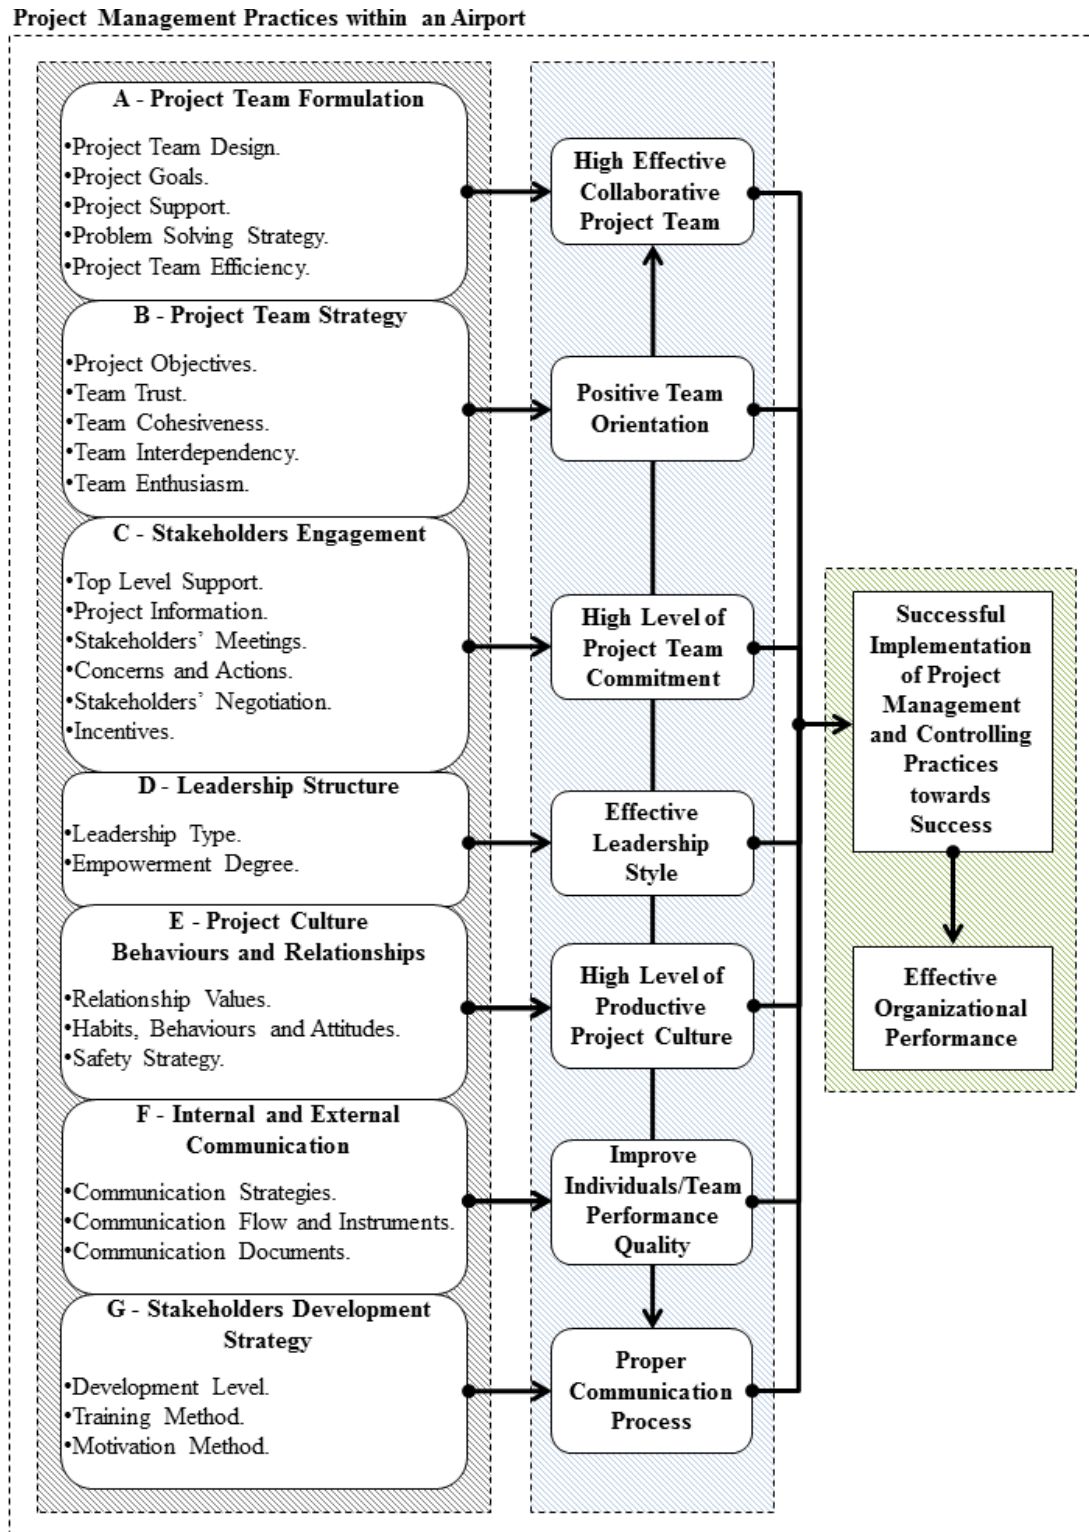 Project Management Practices within an Airport
A - Project Team Formulation
•Project Team Design.
•Project Goals.
•Project Support.
•Problem Solving Strategy.
•Project Team Efficiency.
B - Project Team Strategy
•Project Objectives.
•Team Trust.
•Team Cohesiveness.
•Team Interdependency.
•Team Enthusiasm.
C - Stakeholders Engagement
•Top Level Support.
•Project Information.
•Stakeholders’ Meetings.
•Concerns and Actions.
•Stakeholders’ Negotiation.
•Incentives.
D - Leadership Structure
•Leadership Type.
•Empowerment Degree.
E - Project Culture
Behaviours and Relationships
•Relationship Values.
•Habits, Behaviours and Attitudes.
•Safety Strategy.
F - Internal and External
Communication
•Communication Strategies.
•Communication Flow and Instruments.
•Communication Documents.
G - Stakeholders Development
Strategy
•Development Level.
•Training Method.
•Motivation Method.
High Effective
Collaborative
Project Team
Positive Team
Orientation
High Level of
Project Team
Commitment
Effective
Leadership
Style
High Level of
Productive
Project Culture
Improve
Individuals/Team
Performance
Quality
Proper
Communication
Process
Successful
Implementation
of Project
Management
and Controlling
Practices
towards
Success
Effective
Organizational
Performance